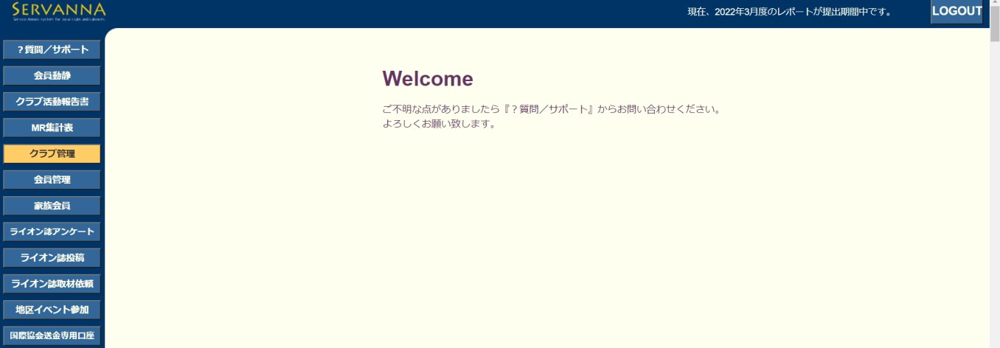 SERVANNA
現在、2022年3月度のレポートが提出期間中です。
LOGOUT
？質問／サポート
会員動静
クラブ活動報告書
MR集計表
クラブ管理
会員管理
家族会員
ライオン誌アンケート
ライオン誌投稿
ライオン誌取材依頼
地区イベント参加
国際協会送金専用口座
Welcome
ご不明な点がありましたら『？質問／サポート』からお問い合わせください。
よろしくお願い致します。